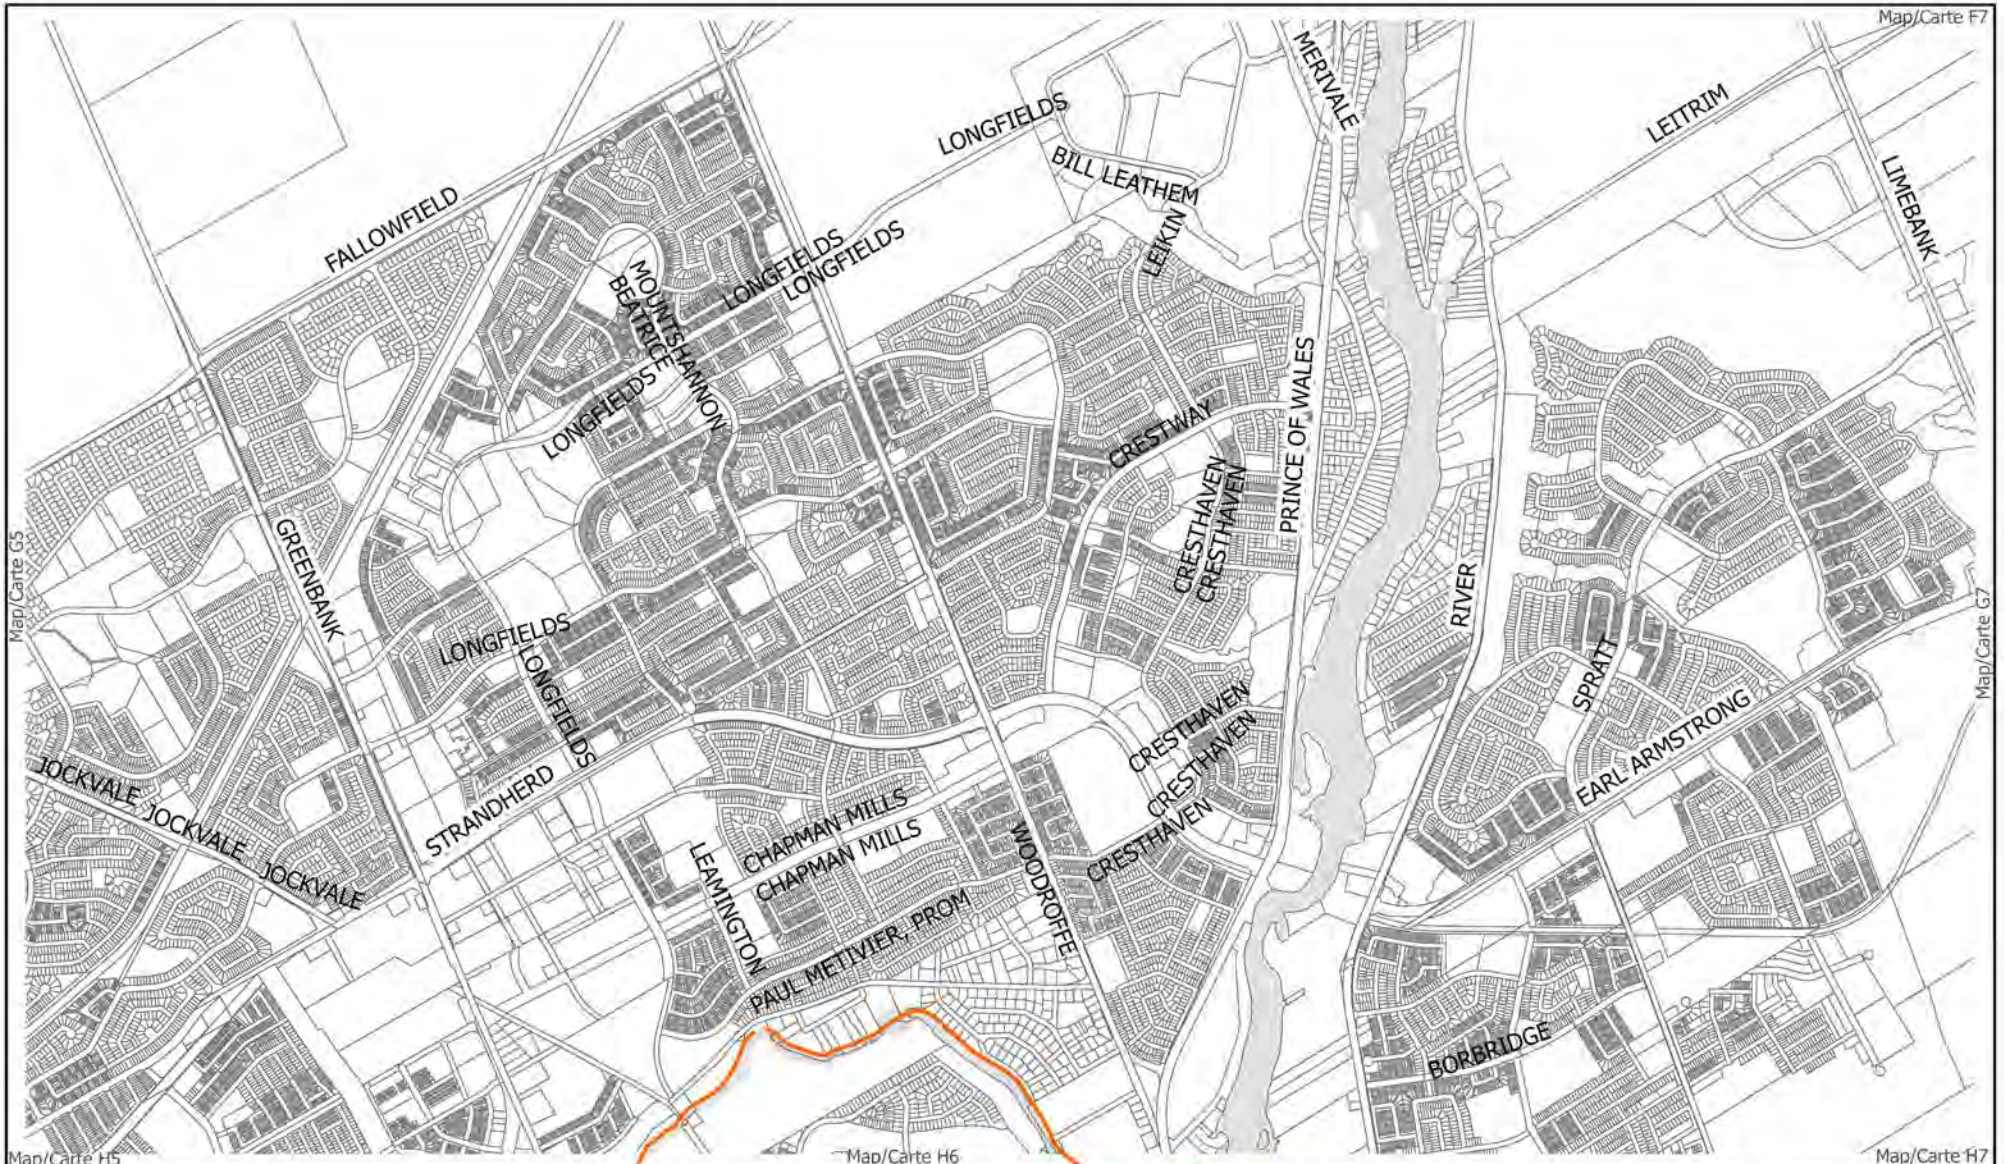 Map/Carte F7
MERIVALE
LONGFIELDS
LEITRIM
BILL LEATHEM
LIMEBANK
FALLOWFIELD
LEIKIN
LONGFIELDS
LONGFIELDS
MOUNTSHANNON
BEATRICE
PRINCE OF WALES
LONGFIELDS
CRESTWAY
CRESTHAVEN
CRESTHAVEN
GREENBANK
Map/Carte G5
RIVER
Map/Carte G7
LONGFIELDS
LONGFIELDS
SPRATT
CRESTHAVEN
CRESTHAVEN
EARL ARMSTRONG
JOCKVALE
JOCKVALE
JOCKVALE
STRANDHERD
CHAPMAN MILLS
CHAPMAN MILLS
CRESTHAVEN
WOODROFFE
LEAMINGTON
PAUL METIVIER, PROM
BORBRIDGE
Map/Carte H5
Map/Carte H6
Map/Carte H7